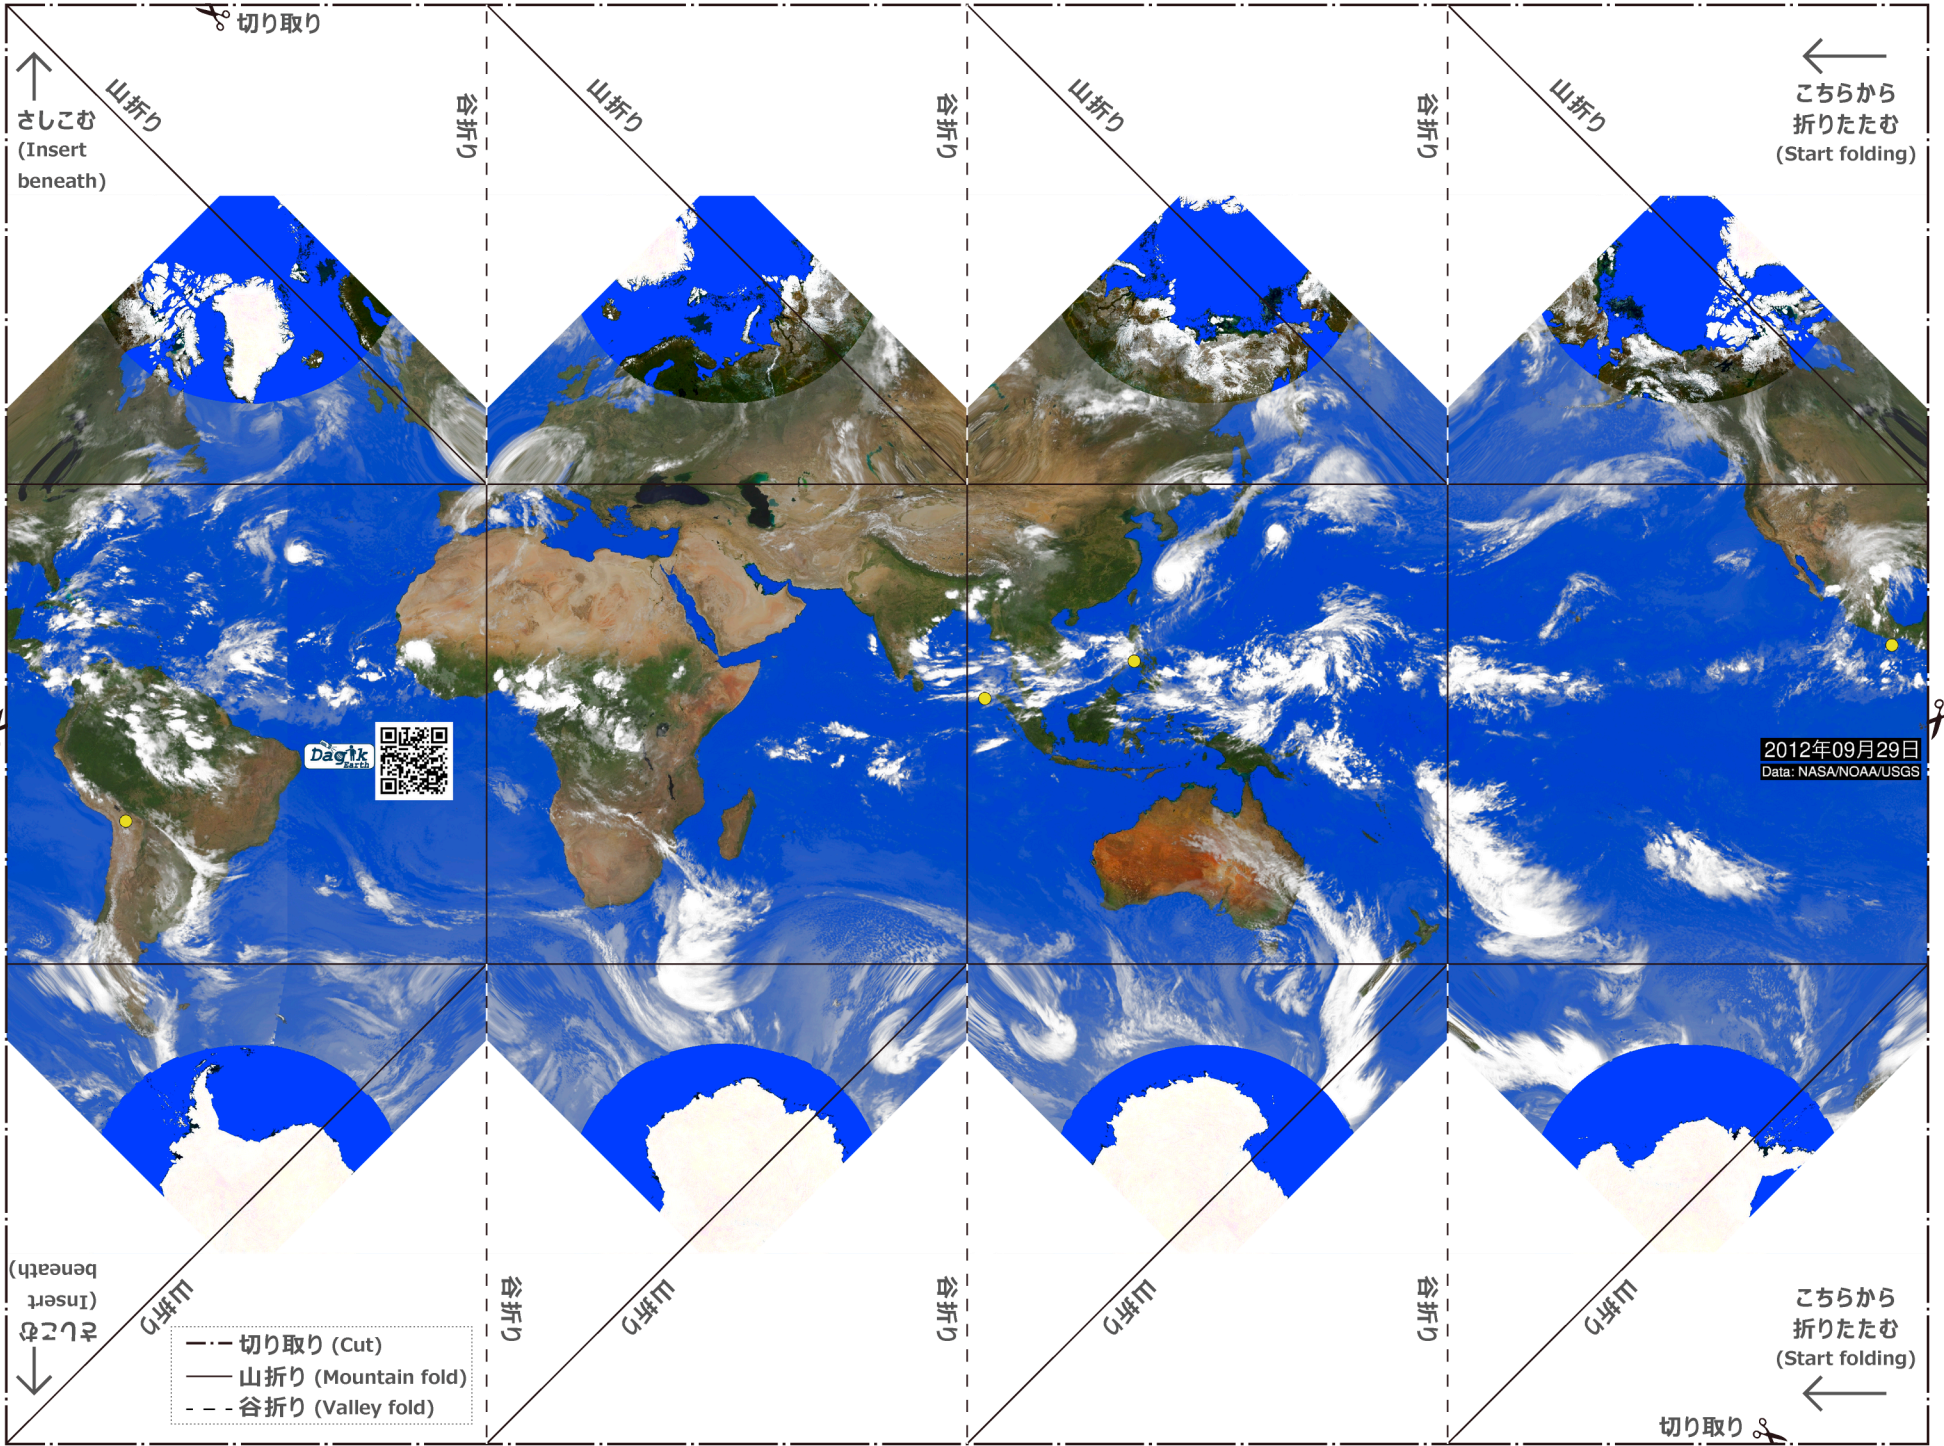 切り取り
山折り
谷折り
山折り
谷折り
山折り
谷折り
山折り
さしこむ
(Insert
beneath)
こちらから
折りたたむ
(Start folding)
Dagik
Earth
2012年09月29日
Data: NASA/NOAA/USGS
さしこむ
(Insert
beneath)
山折り
谷折り
山折り
谷折り
山折り
谷折り
山折り
こちらから
折りたたむ
(Start folding)
切り取り (Cut)
山折り (Mountain fold)
谷折り (Valley fold)
切り取り